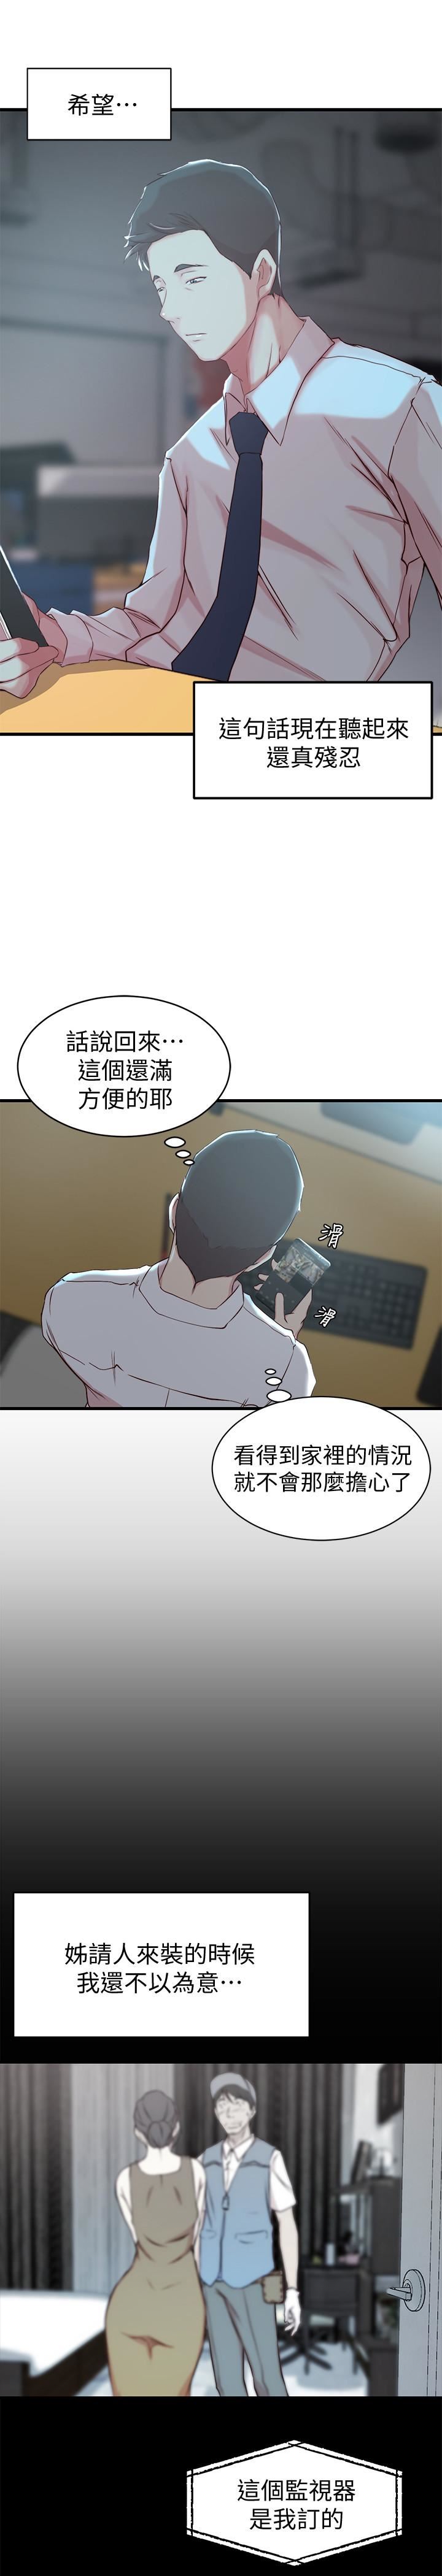 希望⋯
這句話現在聽起來
還真殘忍
話說回來⋯
這個還滿
方便的耶
滑
滑
看得到家裡的情況
就不會那麼擔心了
姊請人來裝的時候
我還不以為意⋯
這個監視器
是我訂的